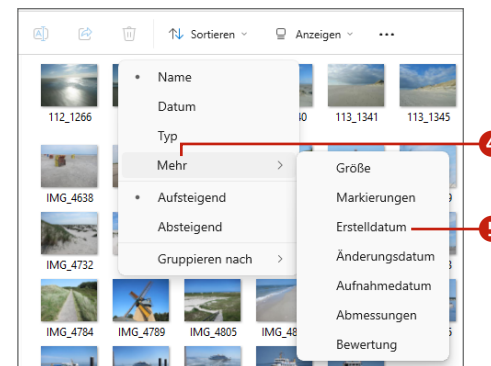 Sortieren Anzeigen
Name
Datum
Typ
Mehr
Aufsteigend
Absteigend
Gruppieren nach
Größe
Markierungen
Erstelldatum
Änderungsdatum
Aufnahmedatum
Abmessungen
Bewertung
112_1266 113_1341 113_1345
IMG_4638
IMG_4732
IMG_4784 IMG_4789 IMG_4805